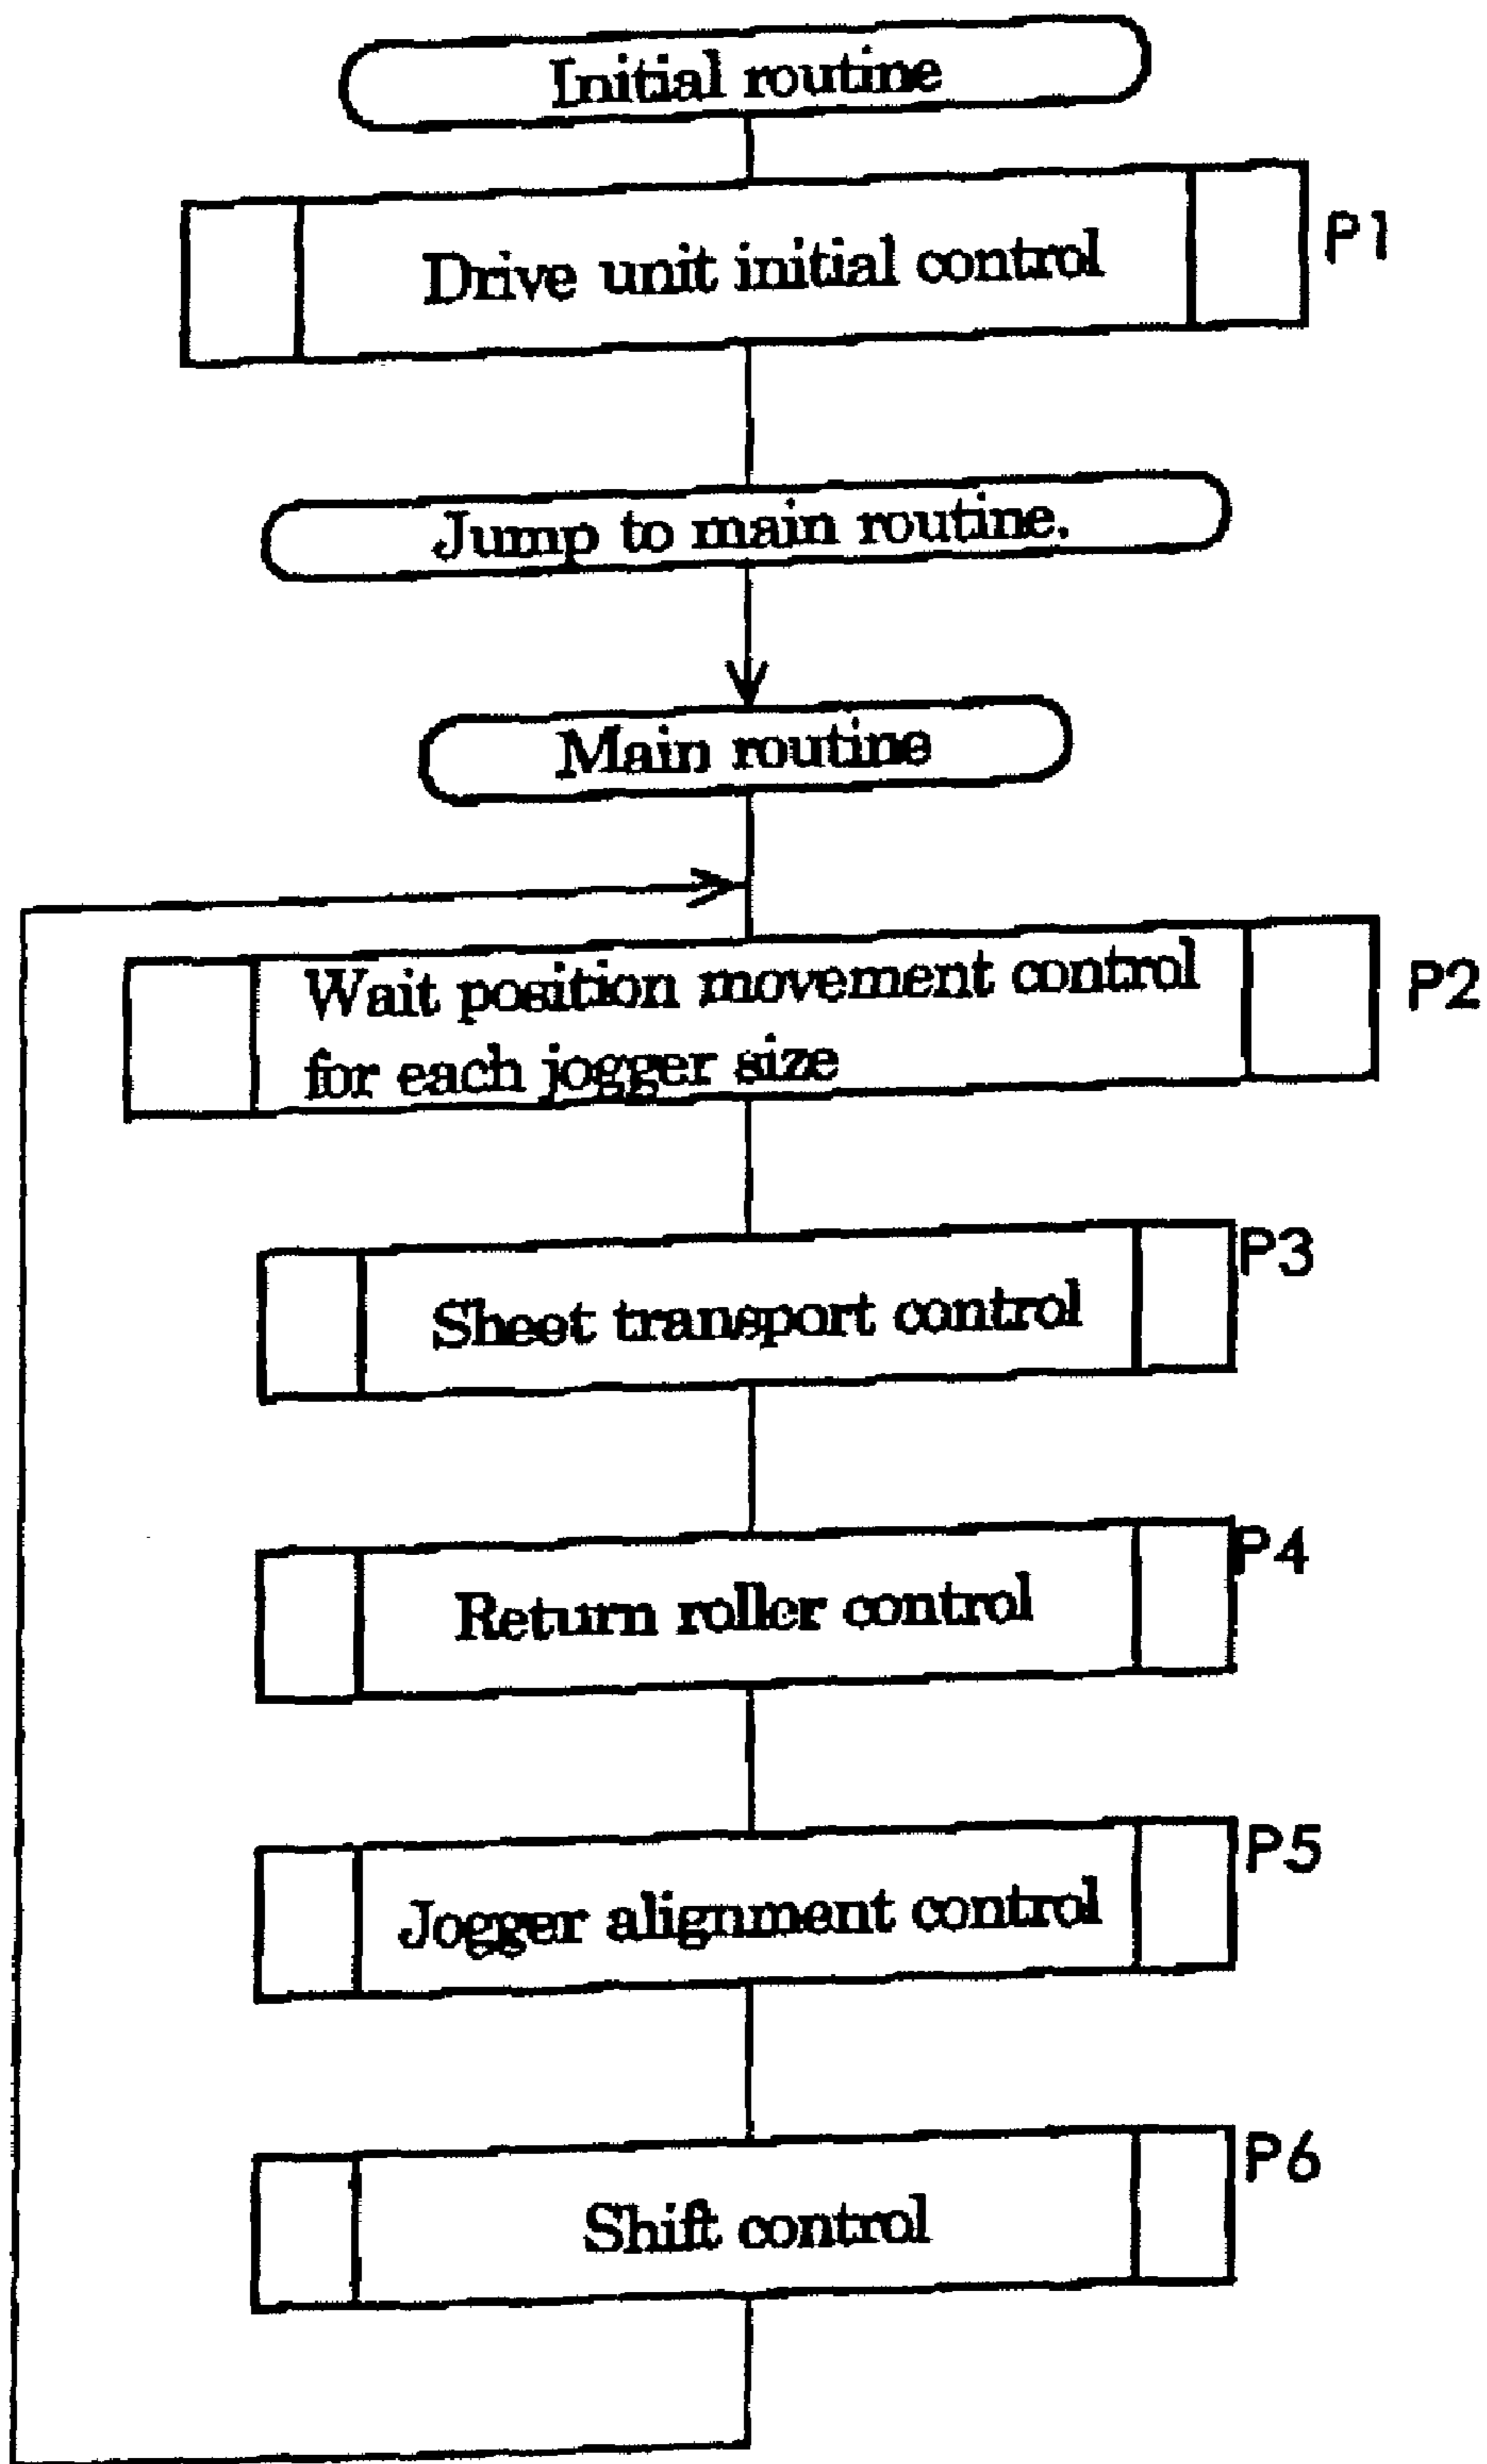 Initial routine
Drive unit initial control
P1
Jump to main routine.
Main routine
Wait position movement control
for each jogger size
P2
Sheet transport control
P3
Return roller control
P4
Jogger alignment control
P5
Shift control
P6